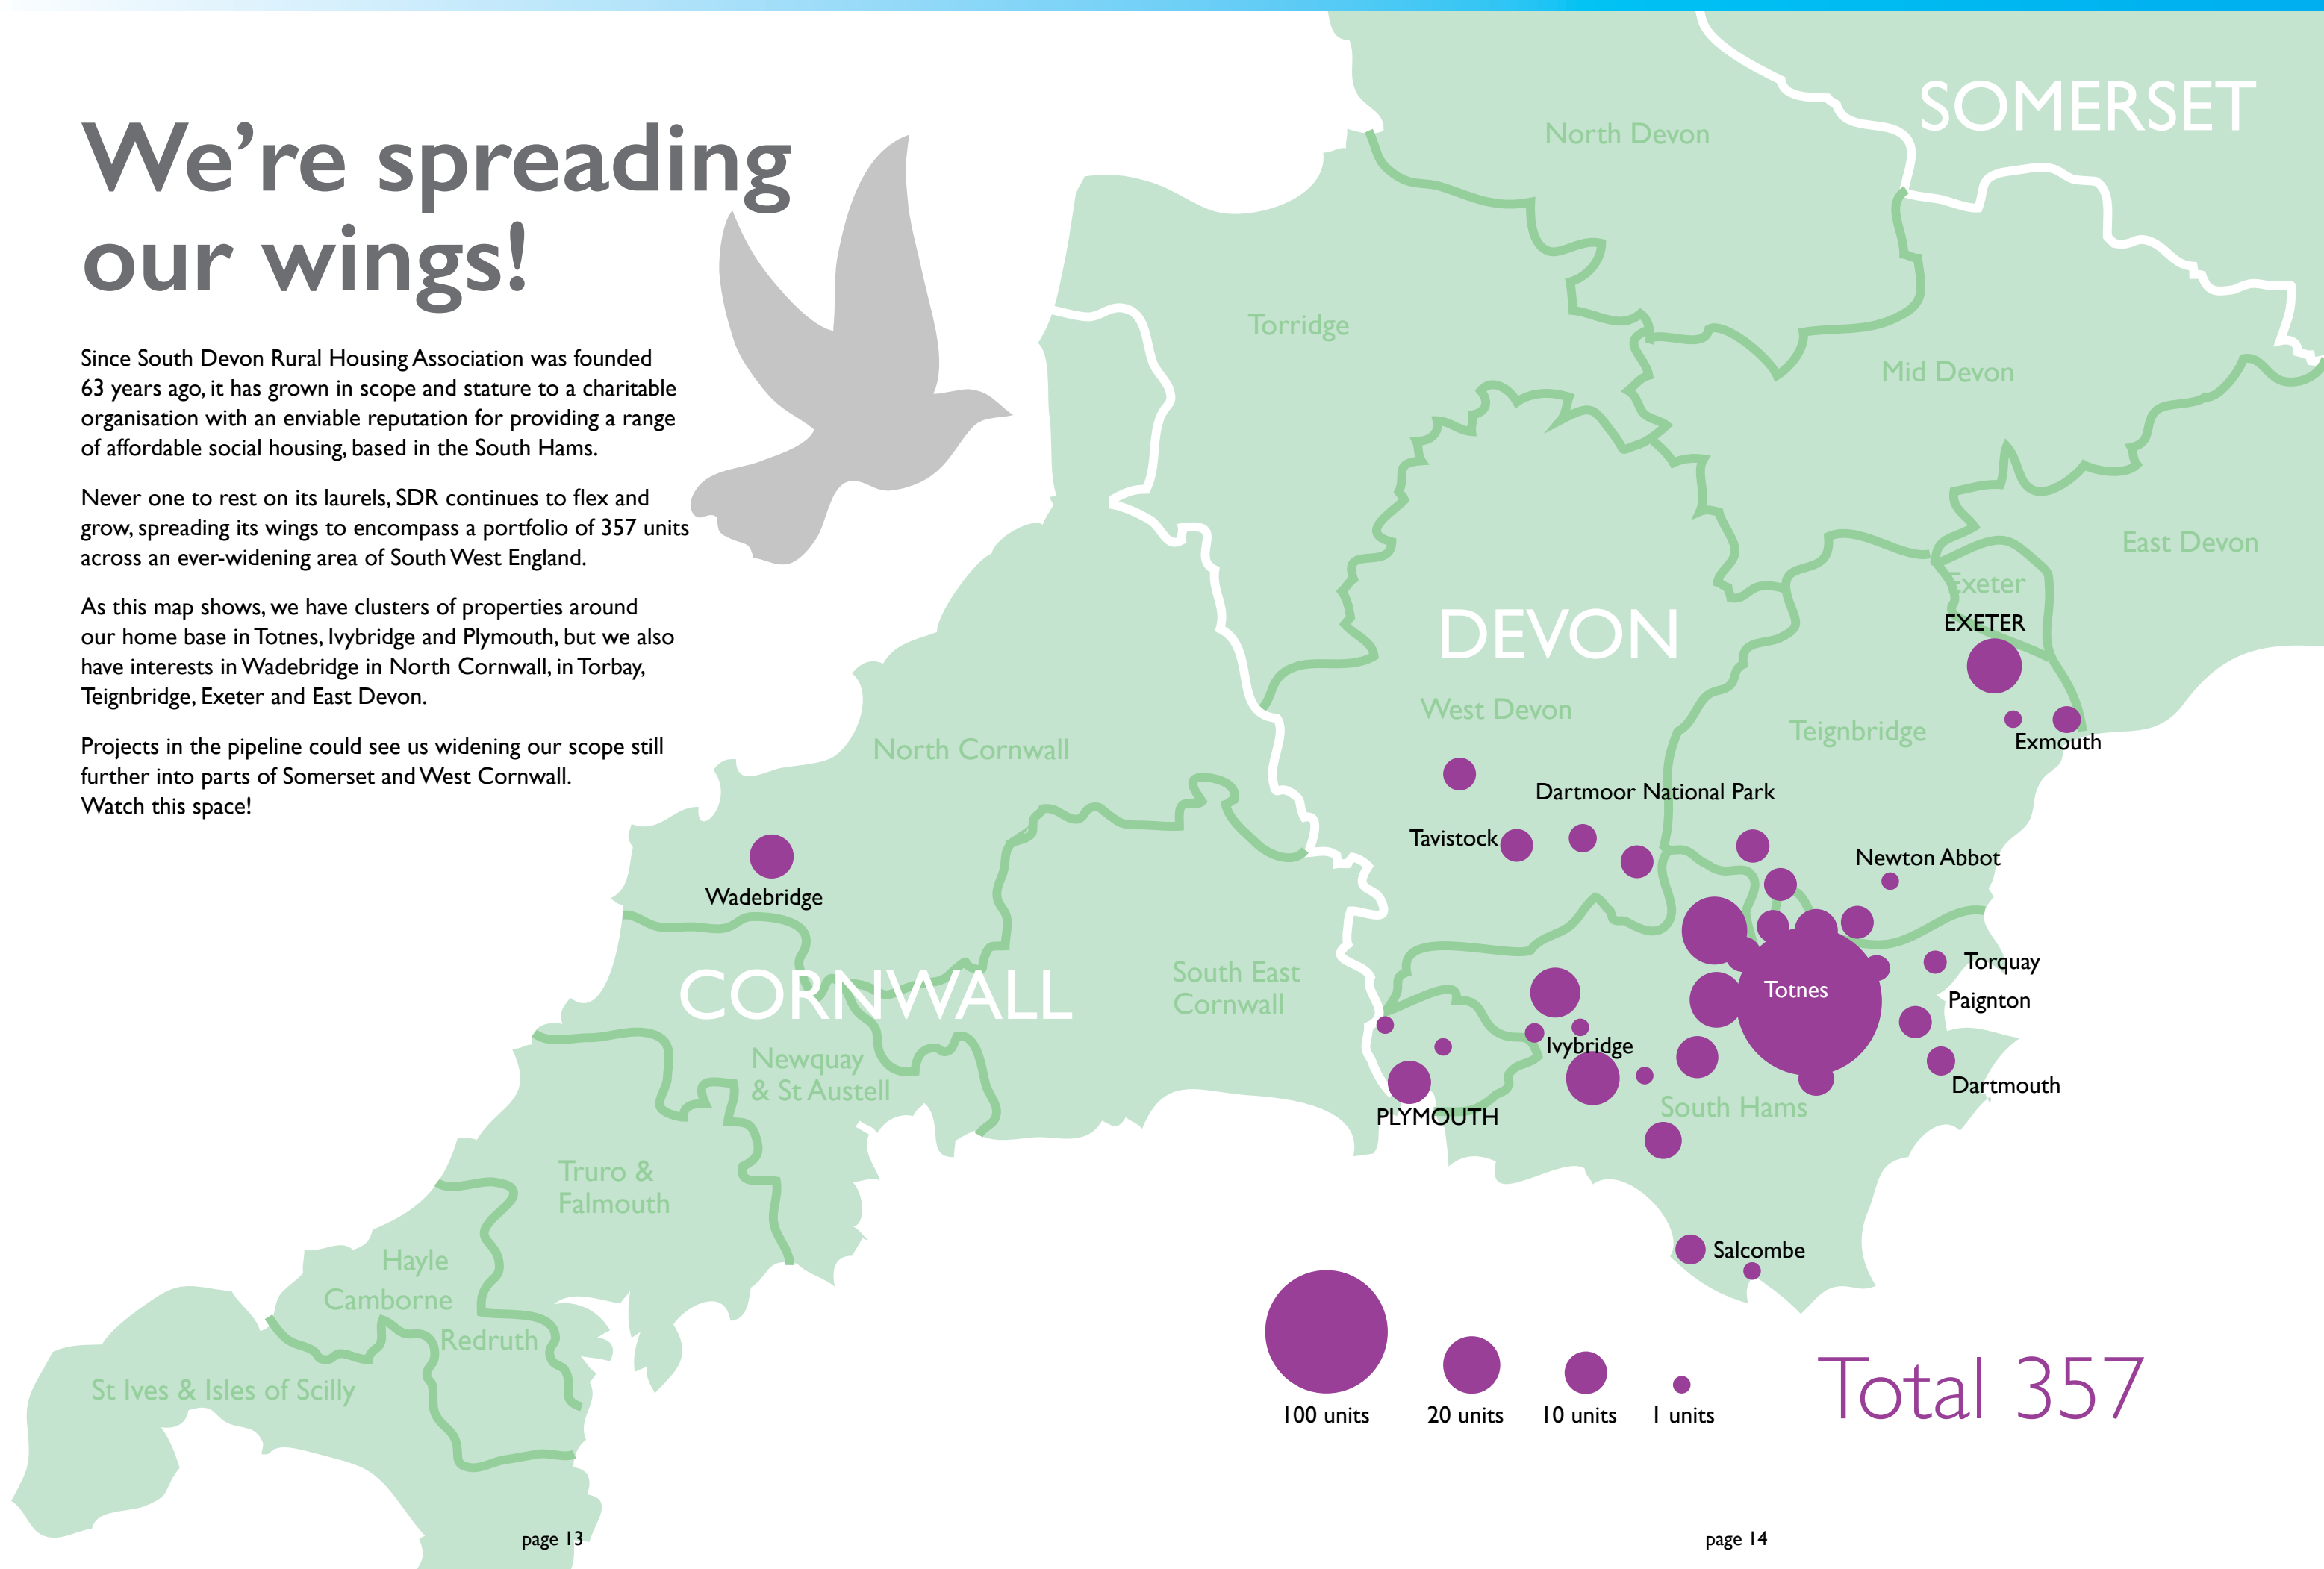 We're spreading
our wings!
Since South Devon Rural Housing Association was founded
63 years ago, it has grown in scope and stature to a charitable
organisation with an enviable reputation for providing a range
of affordable social housing, based in the South Hams.
Never one to rest on its laurels, SDR continues to flex and
grow, spreading its wings to encompass a portfolio of 357 units
across an ever-widening area of South West England.
As this map shows, we have clusters of properties around
our home base in Totnes, Ivybridge and Plymouth, but we also
have interests in Wadebridge in North Cornwall, in Torbay,
Teignbridge, Exeter and East Devon.
Projects in the pipeline could see us widening our scope still
further into parts of Somerset and West Cornwall.
Watch this space!
SOMERSET
North Devon
Torridge
Mid Devon
East Devon
Exeter
EXETER
DEVON
West Devon
Teignbridge
Exmouth
North Cornwall
Dartmoor National Park
Tavistock
Newton Abbot
Wadebridge
Torquay
Totnes
Paignton
South East
Cornwall
CORNWALL
Ivybridge
Newquay
& St Austell
Dartmouth
South Hams
PLYMOUTH
Truro &
Falmouth
Salcombe
Hayle
Camborne
Redruth
St Ives & Isles of Scilly
100 units
20 units
10 units
1 units
Total 357
page 13
page 14